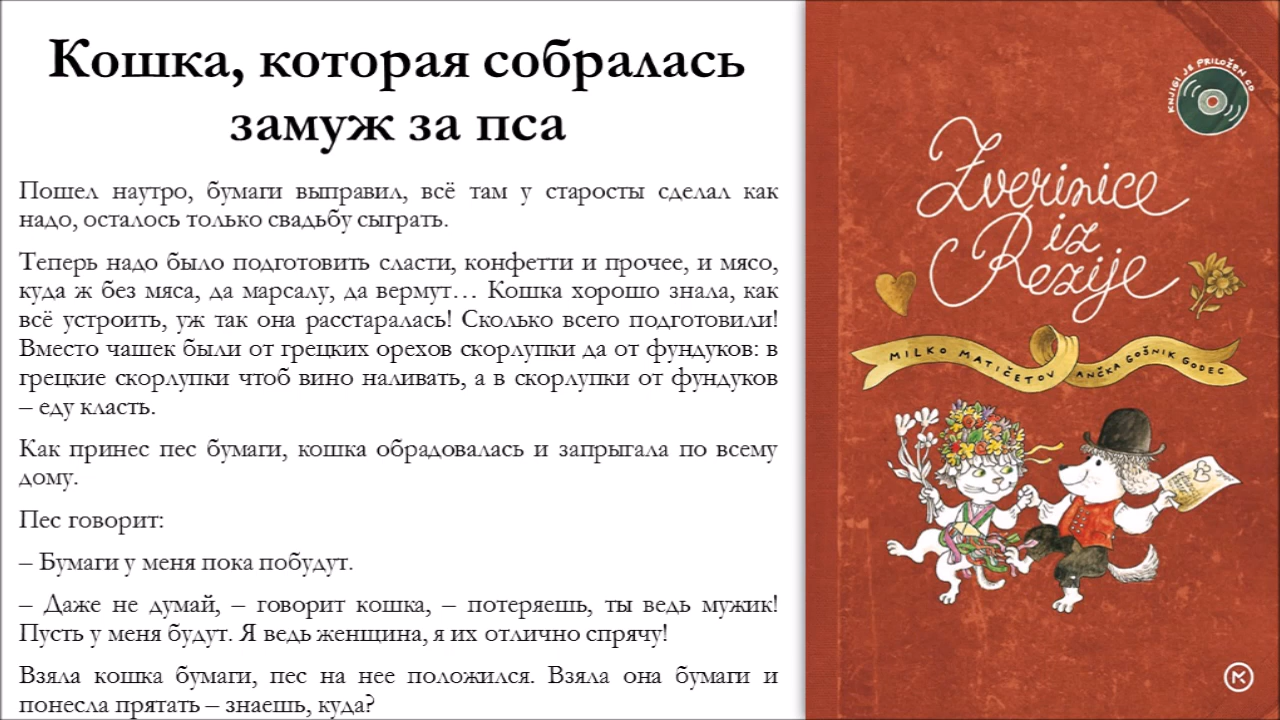 Кошка, которая собралась
замуж за пса
Пошел наутро, бумаги выправил, всё там у старосты сделал как
надо, осталось только свадьбу сыграть.
Теперь надо было подготовить сласти, конфетти и прочее, и мясо,
куда ж без мяса, да марсалу, да вермут… Кошка хорошо знала, как
всё устроить, уж так она расстаралась! Сколько всего подготовили!
Вместо чашек были от грецких орехов скорлупки да от фундуков: в
грецкие скорлупки чтоб вино наливать, а в скорлупки от фундуков
– еду класть.
Как принес пес бумаги, кошка обрадовалась и запрыгала по всему
дому.
Пес говорит:
– Бумаги у меня пока побудут.
– Даже не думай, – говорит кошка, – потеряешь, ты ведь мужик!
Пусть у меня будут. Я ведь женщина, я их отлично спрячу!
Взяла кошка бумаги, пес на нее положился. Взяла она бумаги и
понесла прятать – знаешь, куда?
KNJIGI JE PRILOŽEN CD
Zverinice
iz
Rezije
MILKO MATIČETOV
ANČKA GOŠNIK GODEC